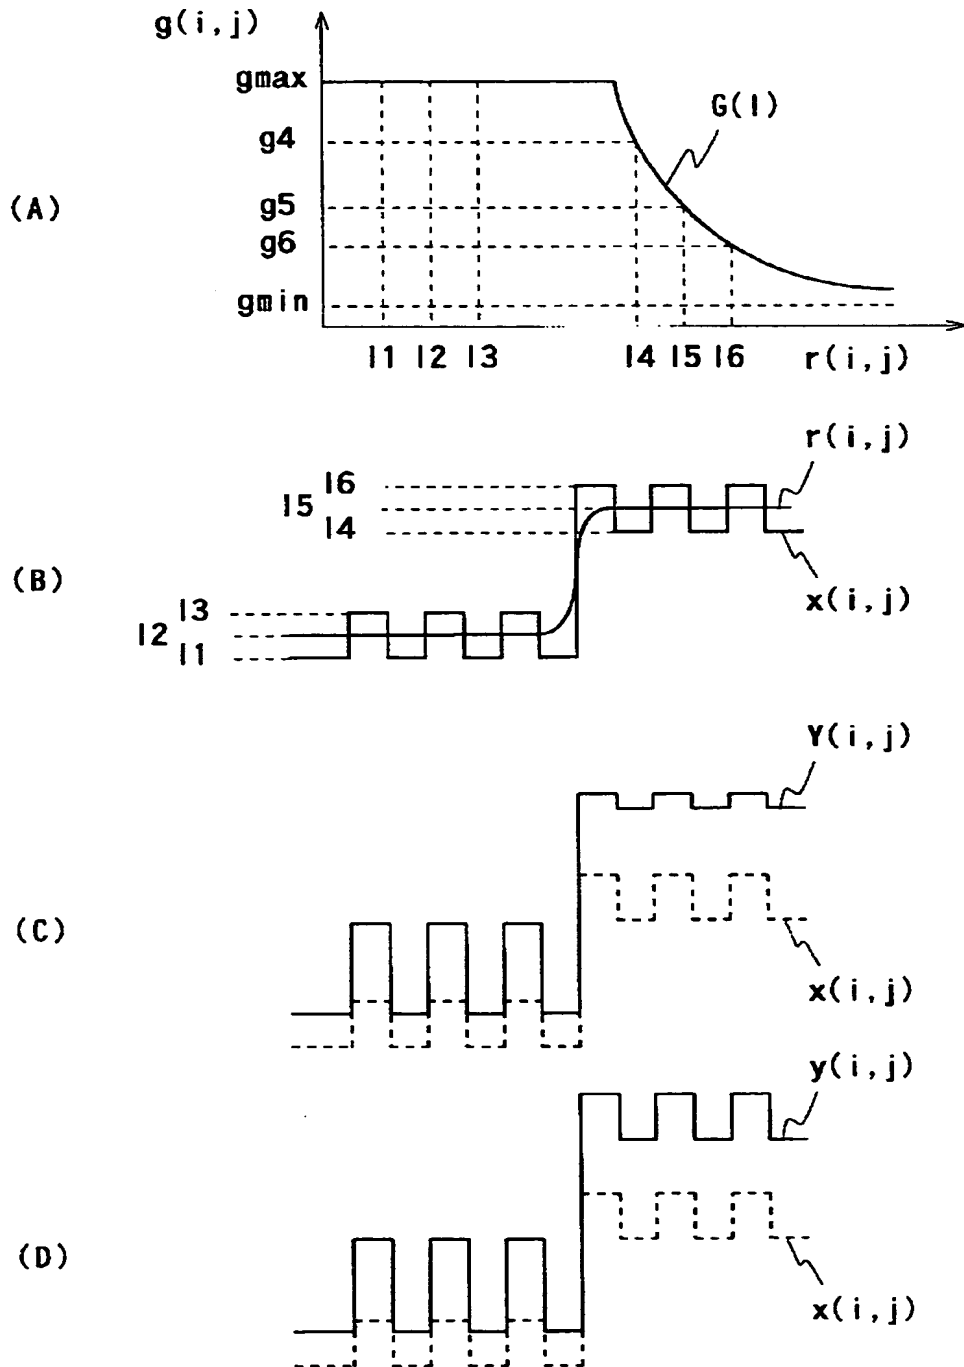 g(i,j)
gmax
G(l)
g4
(A)
g5
g6
gmin
l1 l2 l3 l4 l5 l6 r(i,j)
r(i,j)
l6
l5
l4
(B)
x(i,j)
l3
l2
l1
Y(i,j)
(C)
x(i,j)
y(i,j)
(D)
x(i,j)